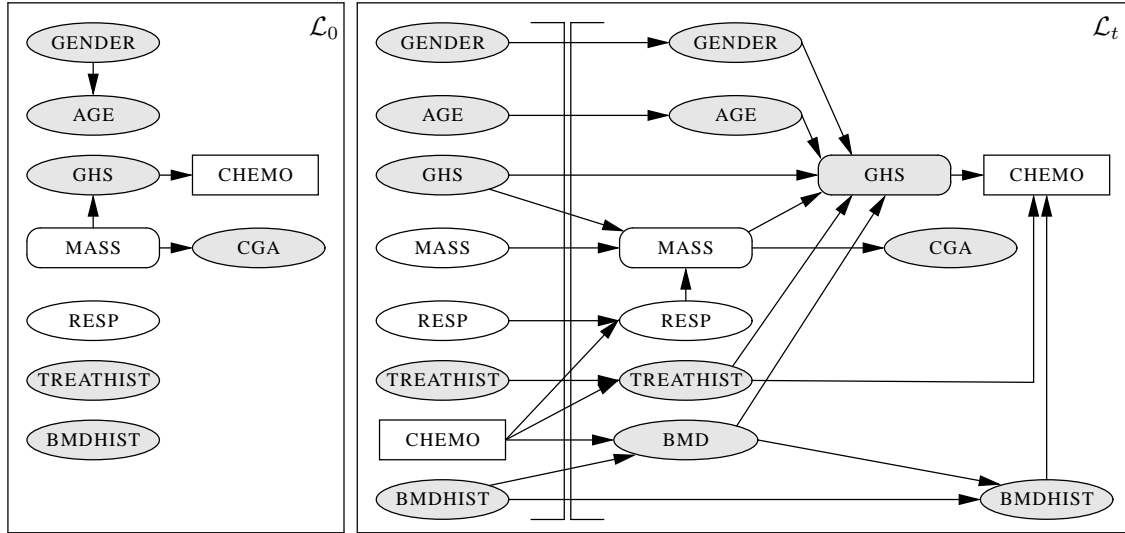 ℒ₀
GENDER
AGE
GHS CHEMO
MASS CGA
RESP
TREATHIST
BMDHIST
ℒₜ
GENDER GENDER
AGE AGE
GHS GHS CHEMO
MASS MASS CGA
RESP RESP
TREATHIST TREATHIST
CHEMO BMD
BMDHIST BMDHIST